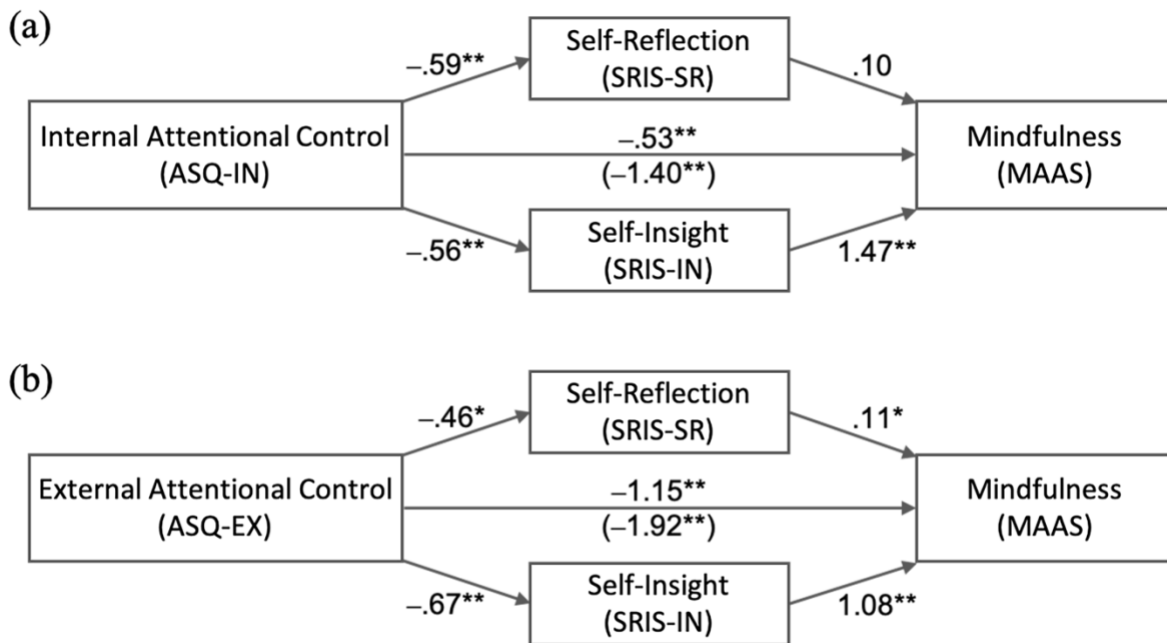 (a)
Self-Reflection
(SRIS-SR)
–.59**
.10
Internal Attentional Control
(ASQ-IN)
–.53**
(–1.40**)
Mindfulness
(MAAS)
–.56**
Self-Insight
(SRIS-IN)
1.47**
(b)
Self-Reflection
(SRIS-SR)
–.46*
.11*
External Attentional Control
(ASQ-EX)
–1.15**
(–1.92**)
Mindfulness
(MAAS)
–.67**
Self-Insight
(SRIS-IN)
1.08**